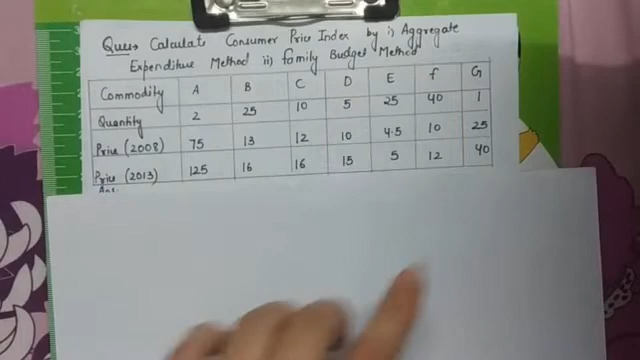 Ques→ Calculate Consumer Price Index by i) Aggregate
Expenditure Method ii) family Budget Method
Commodity A B C D E f G
Quantity 2 25 10 5 25 40 1
Price (2008) 75 13 12 10 4.5 10 25
Price (2013) 125 16 16 15 5 12 40
Ans.